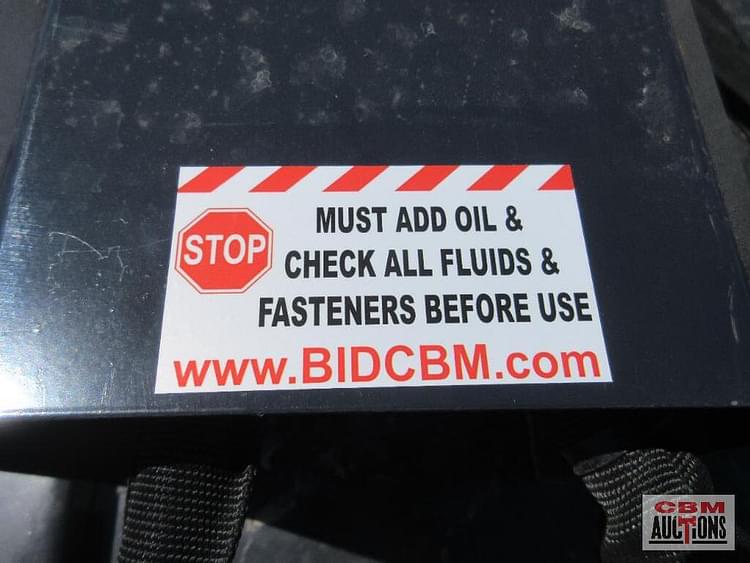 STOP
MUST ADD OIL &
CHECK ALL FLUIDS &
FASTENERS BEFORE USE
www.BIDCBM.com
CBM
AUCTIONS